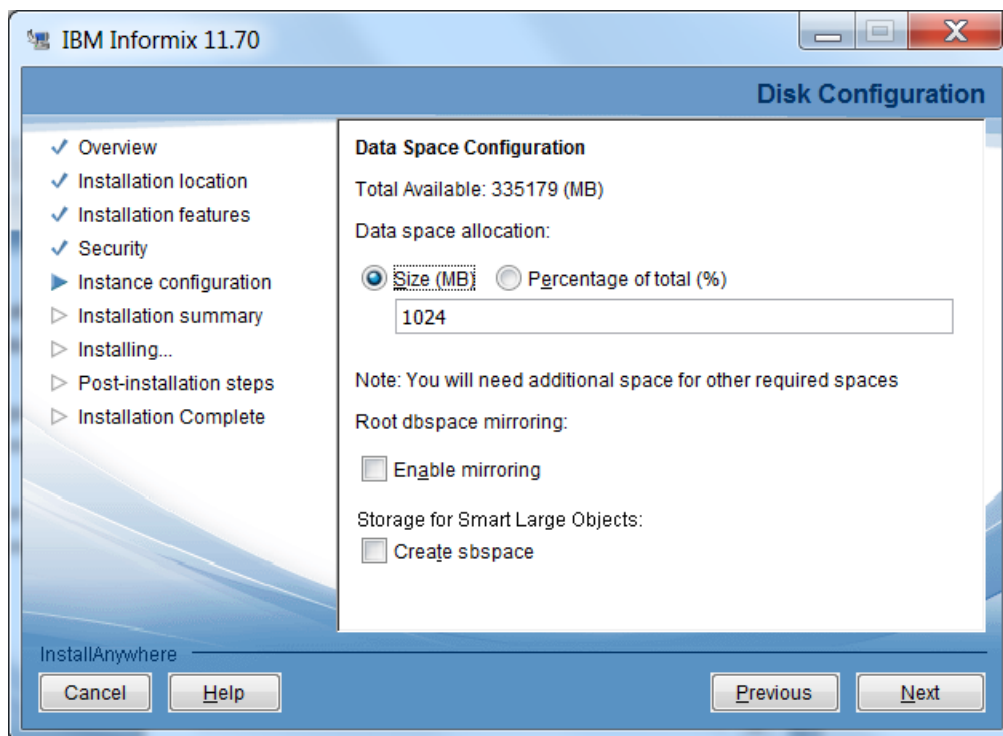 IBM Informix 11.70
Disk Configuration
Overview
Installation location
Installation features
Security
Instance configuration
Installation summary
Installing...
Post-installation steps
Installation Complete
Data Space Configuration
Total Available: 335179 (MB)
Data space allocation:
Size (MB) Percentage of total (%)
1024
Note: You will need additional space for other required spaces
Root dbspace mirroring:
Enable mirroring
Storage for Smart Large Objects:
Create sbspace
InstallAnywhere
Cancel Help Previous Next